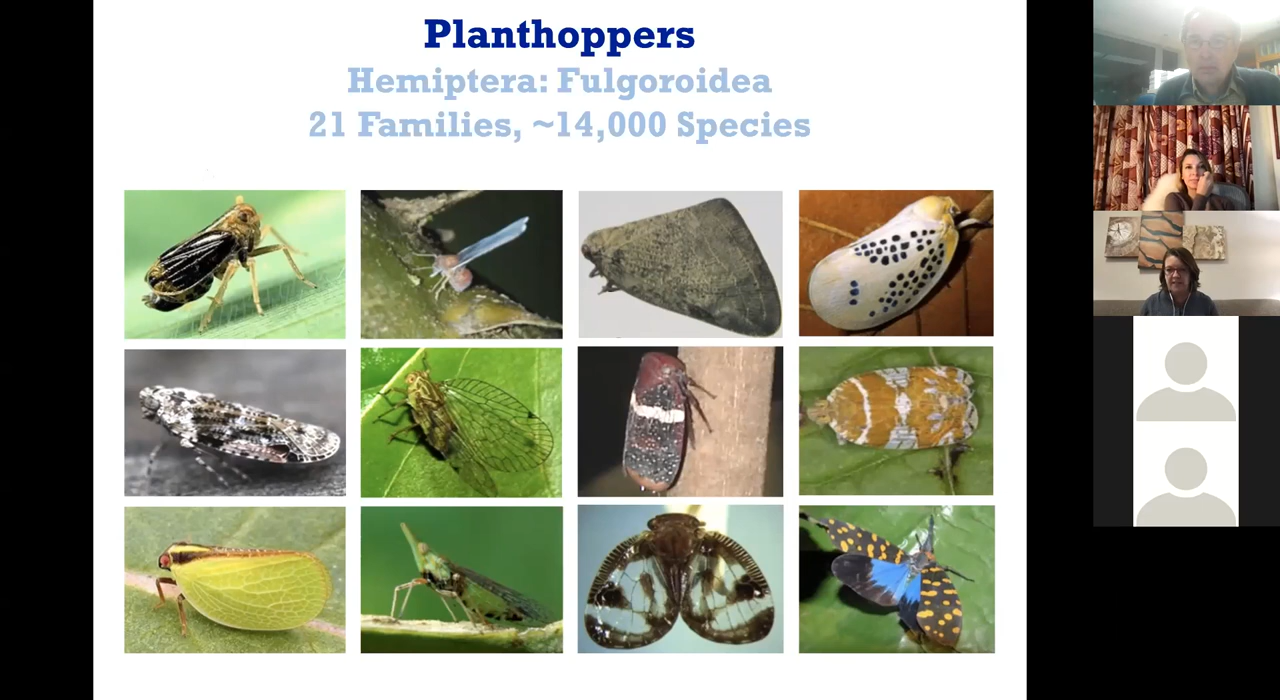 Planthoppers
Hemiptera: Fulgoroidea
21 Families, ~14,000 Species